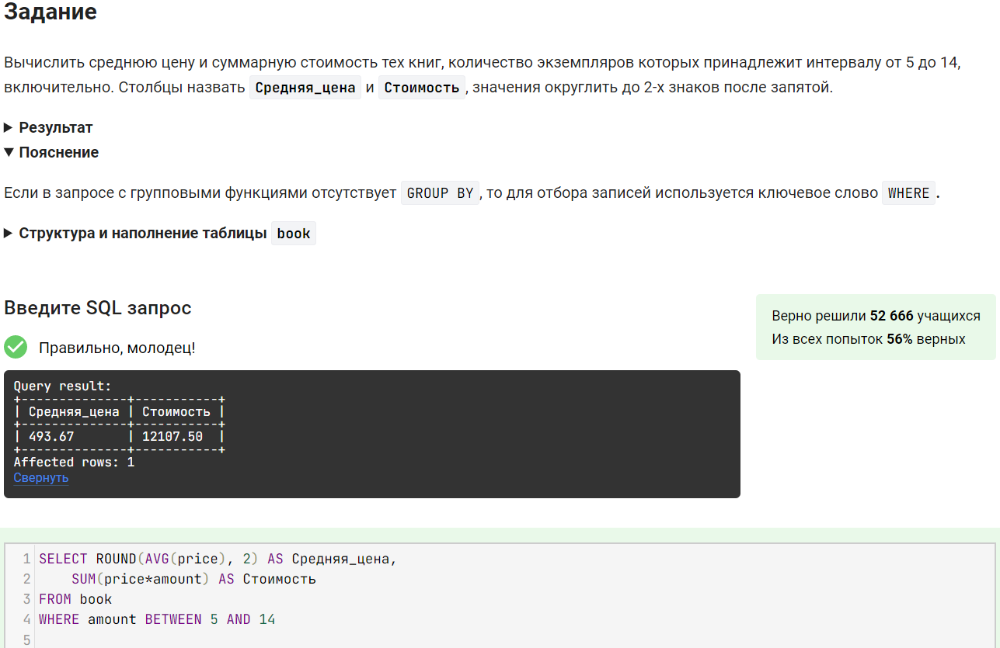 Задание
Вычислить среднюю цену и суммарную стоимость тех книг, количество экземпляров которых принадлежит интервалу от 5 до 14,
включительно. Столбцы назвать Средняя_цена и Стоимость, значения округлить до 2-х знаков после запятой.
▶ Результат
▼ Пояснение
Если в запросе с групповыми функциями отсутствует GROUP BY, то для отбора записей используется ключевое слово WHERE.
▶ Структура и наполнение таблицы book
Введите SQL запрос
Верно решили 52 666 учащихся
Из всех попыток 56% верных
Правильно, молодец!
Query result:
+--------------+-----------+
| Средняя_цена | Стоимость |
+--------------+-----------+
| 493.67       | 12107.50  |
+--------------+-----------+
Affected rows: 1
Свернуть
1 SELECT ROUND(AVG(price), 2) AS Средняя_цена,
2     SUM(price*amount) AS Стоимость
3 FROM book
4 WHERE amount BETWEEN 5 AND 14
5